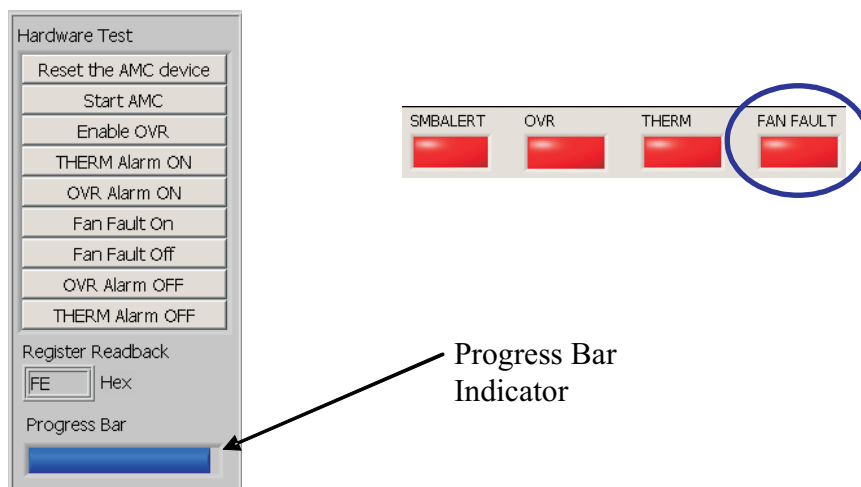 Hardware Test
Reset the AMC device
Start AMC
Enable OVR
THERM Alarm ON
OVR Alarm ON
Fan Fault On
Fan Fault Off
OVR Alarm OFF
THERM Alarm OFF
Register Readback
FE Hex
Progress Bar
SMBALERT OVR THERM FAN FAULT
Progress Bar
Indicator